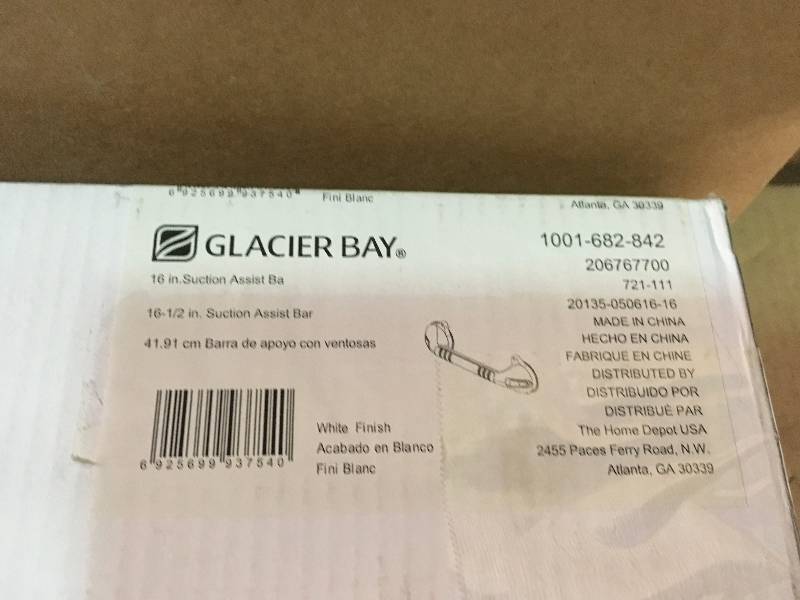 6 925699 937540
Fini Blanc
Atlanta, GA 30339
GLACIER BAY®
16 in.Suction Assist Ba
16-1/2 in. Suction Assist Bar
41.91 cm Barra de apoyo con ventosas
6 925699 937540
White Finish
Acabado en Blanco
Fini Blanc
1001-682-842
206767700
721-111
20135-050616-16
MADE IN CHINA
HECHO EN CHINA
FABRIQUE EN CHINE
DISTRIBUTED BY
DISTRIBUIDO POR
DISTRIBUÉ PAR
The Home Depot USA
2455 Paces Ferry Road, N.W.
Atlanta, GA 30339